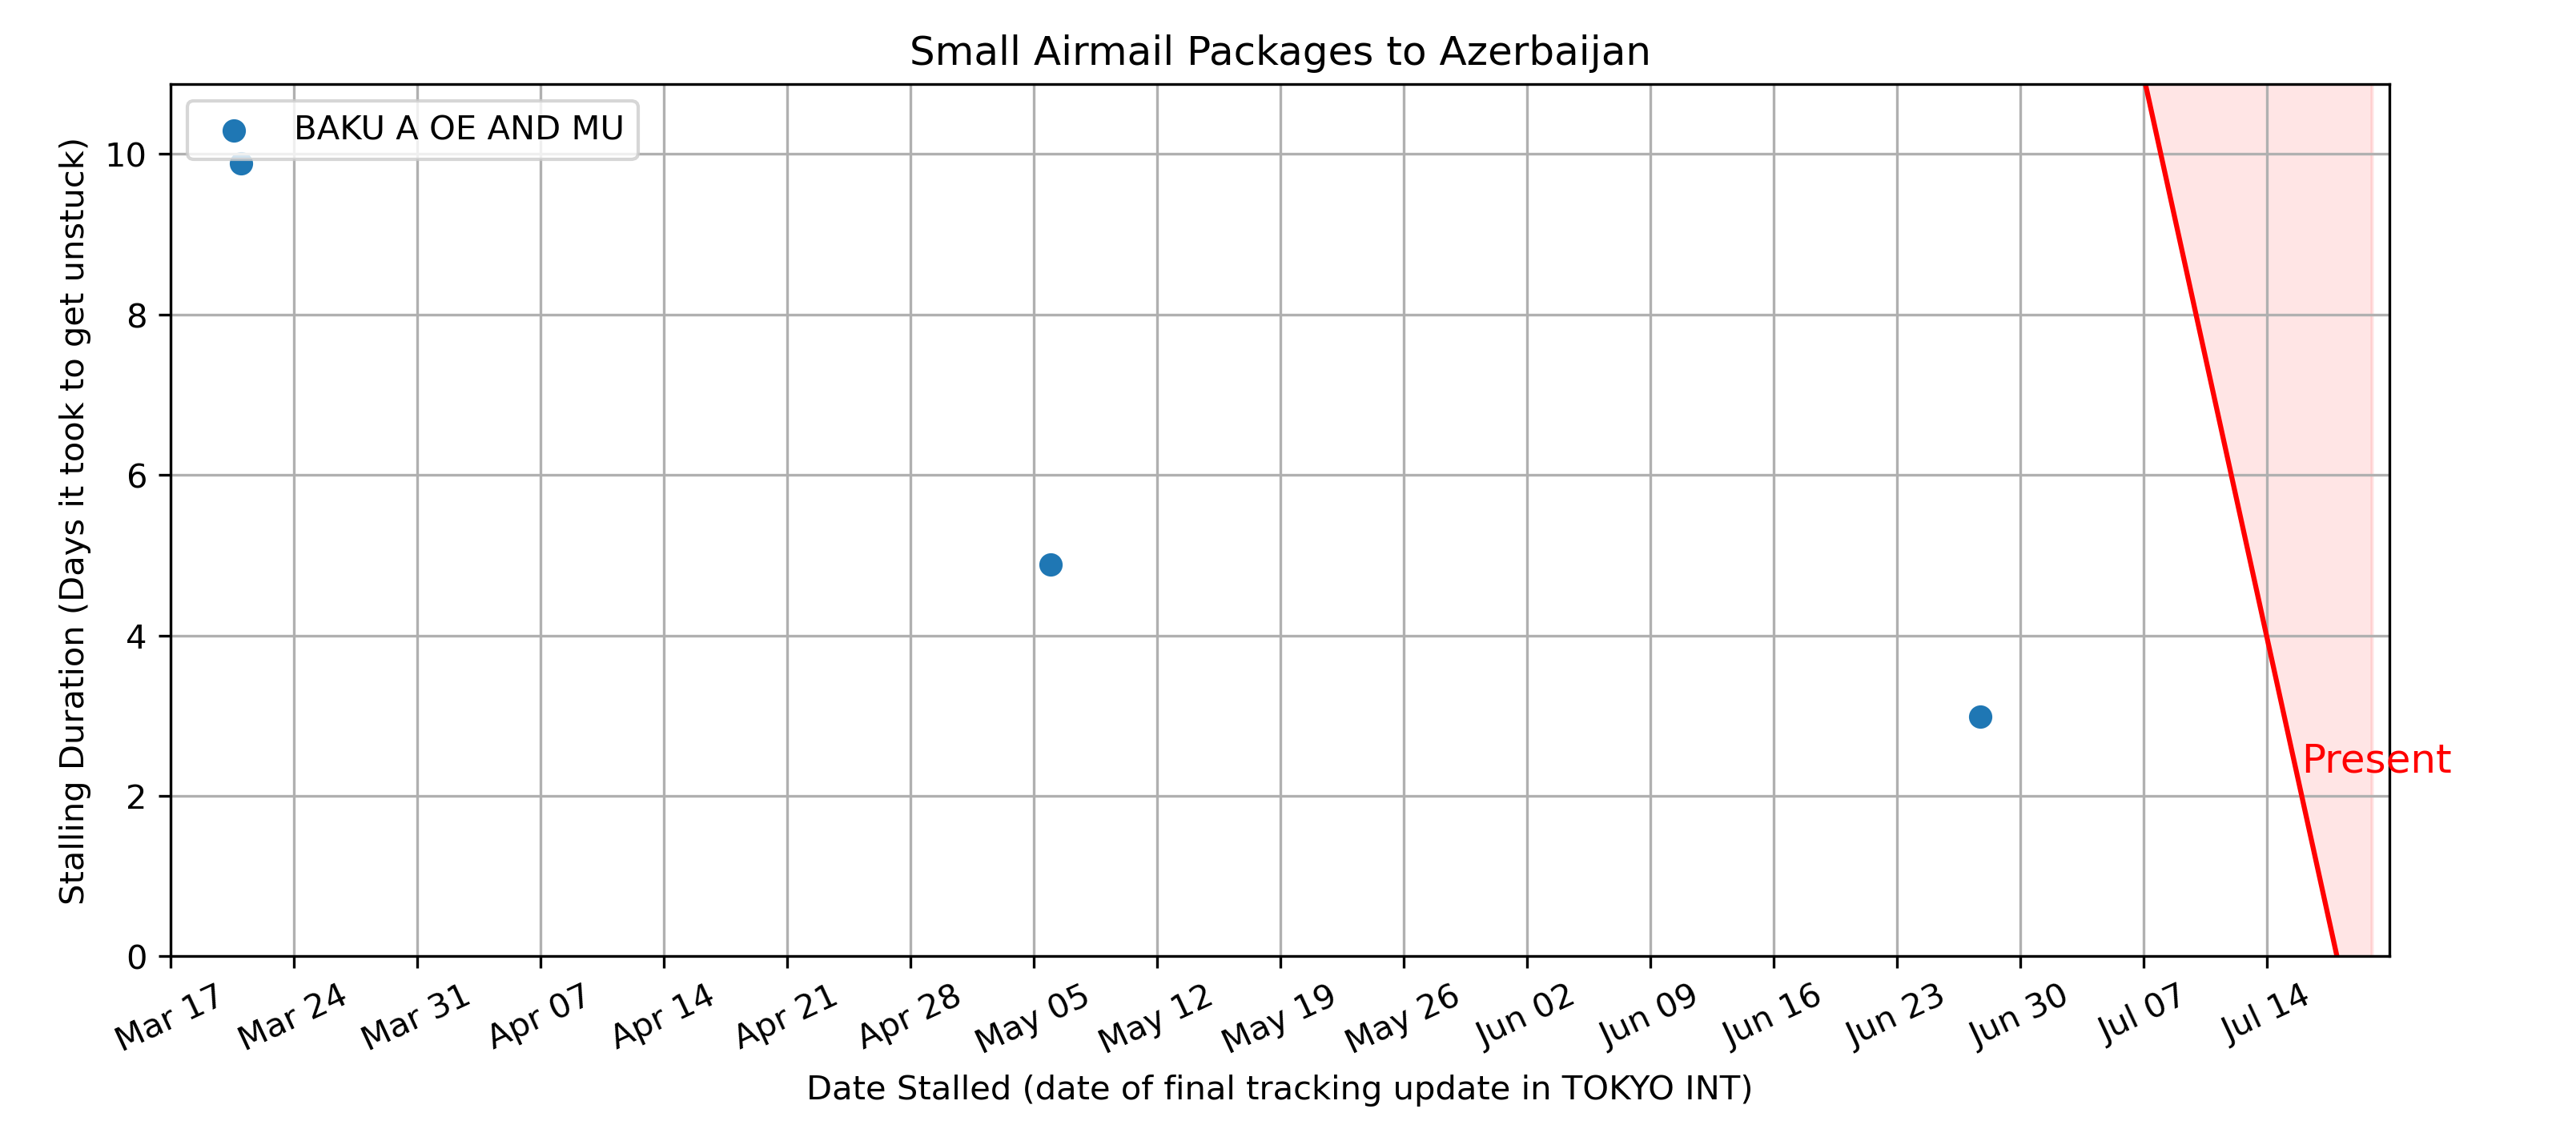 Small Airmail Packages to Azerbaijan
BAKU A OE AND MU
Stalling Duration (Days it took to get unstuck)
10
8
6
4
2
0
Present
Mar 17
Mar 24
Mar 31
Apr 07
Apr 14
Apr 21
Apr 28
May 05
May 12
May 19
May 26
Jun 02
Jun 09
Jun 16
Jun 23
Jun 30
Jul 07
Jul 14
Date Stalled (date of final tracking update in TOKYO INT)